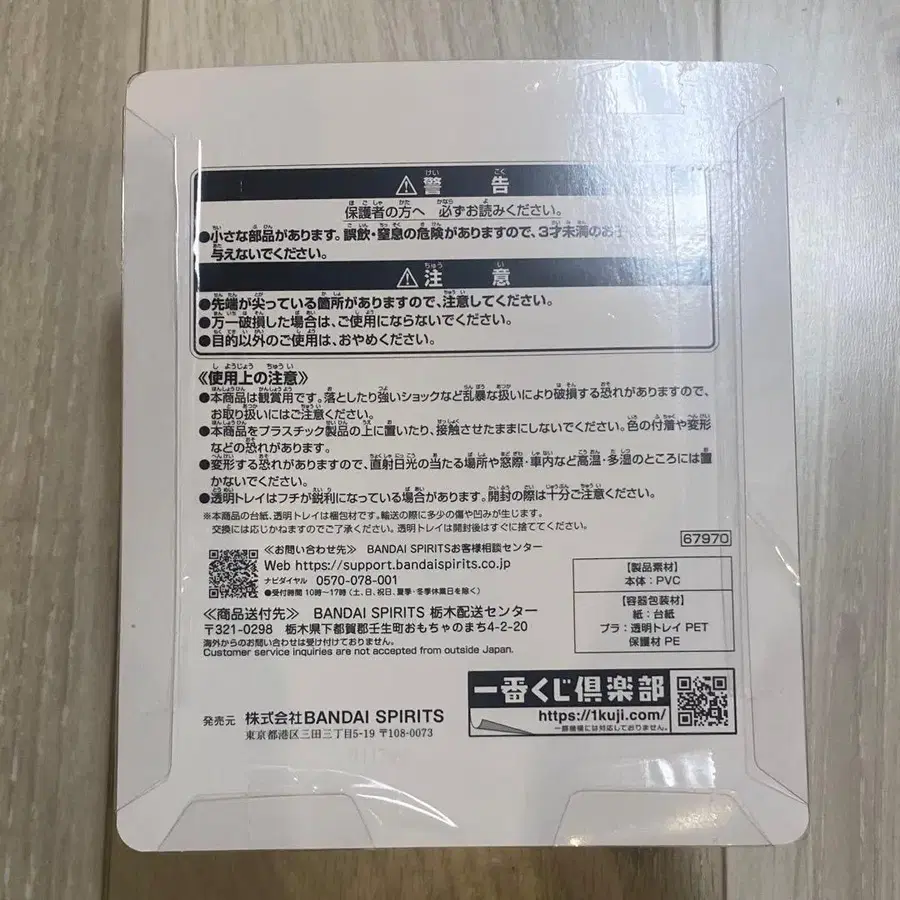 ⚠警告
保護者の方へ 必ずお読みください。
●小さな部品があります。誤飲・窒息の危険がありますので、3才未満のお
与えないでください。
⚠注意
●先端が尖っている箇所がありますので、注意してください。
●万一破損した場合は、ご使用にならないでください。
●目的以外のご使用は、おやめください。
《使用上の注意》
●本商品は観賞用です。落としたり強いショックなど乱暴な扱いにより破損する恐れがありますので、
お取り扱いにはご注意ください。
●本商品をプラスチック製品の上に置いたり、接触させたままにしないでください。色の付着や変形
などの恐れがあります。
●変形する恐れがありますので、直射日光の当たる場所や窓際・車内など高温・多湿のところには置
かないでください。
●透明トレイはフチが鋭利になっている場合があります。開封の際は十分ご注意ください。
※本商品の台紙、透明トレイは梱包材です。輸送の際に多少の傷や凹みが生じます。
交換には応じかねますのでご了承ください。透明トレイは開封後はすぐに捨ててください。
67970
≪お問い合わせ先≫ BANDAI SPIRITSお客様相談センター
Web https://support.bandaispirits.co.jp
ナビダイヤル 0570-078-001
●受付時間 10時〜17時(土、日、祝日、夏季・冬季休業日を除く)
≪商品送付先≫ BANDAI SPIRITS 栃木配送センター
〒321-0298 栃木県下都賀郡壬生町おもちゃのまち4-2-20
海外からのお問い合わせは受け付けておりません。
Customer service inquiries are not accepted from outside Japan.
【製品素材】
本体:PVC
【容器包装材】
紙:台紙
プラ:透明トレイ PET
保護材 PE
一番くじ倶楽部
https://1kuji.com/
一部機種には対応しておりません。
発売元 株式会社BANDAI SPIRITS
東京都港区三田三丁目5-19 〒108-0073